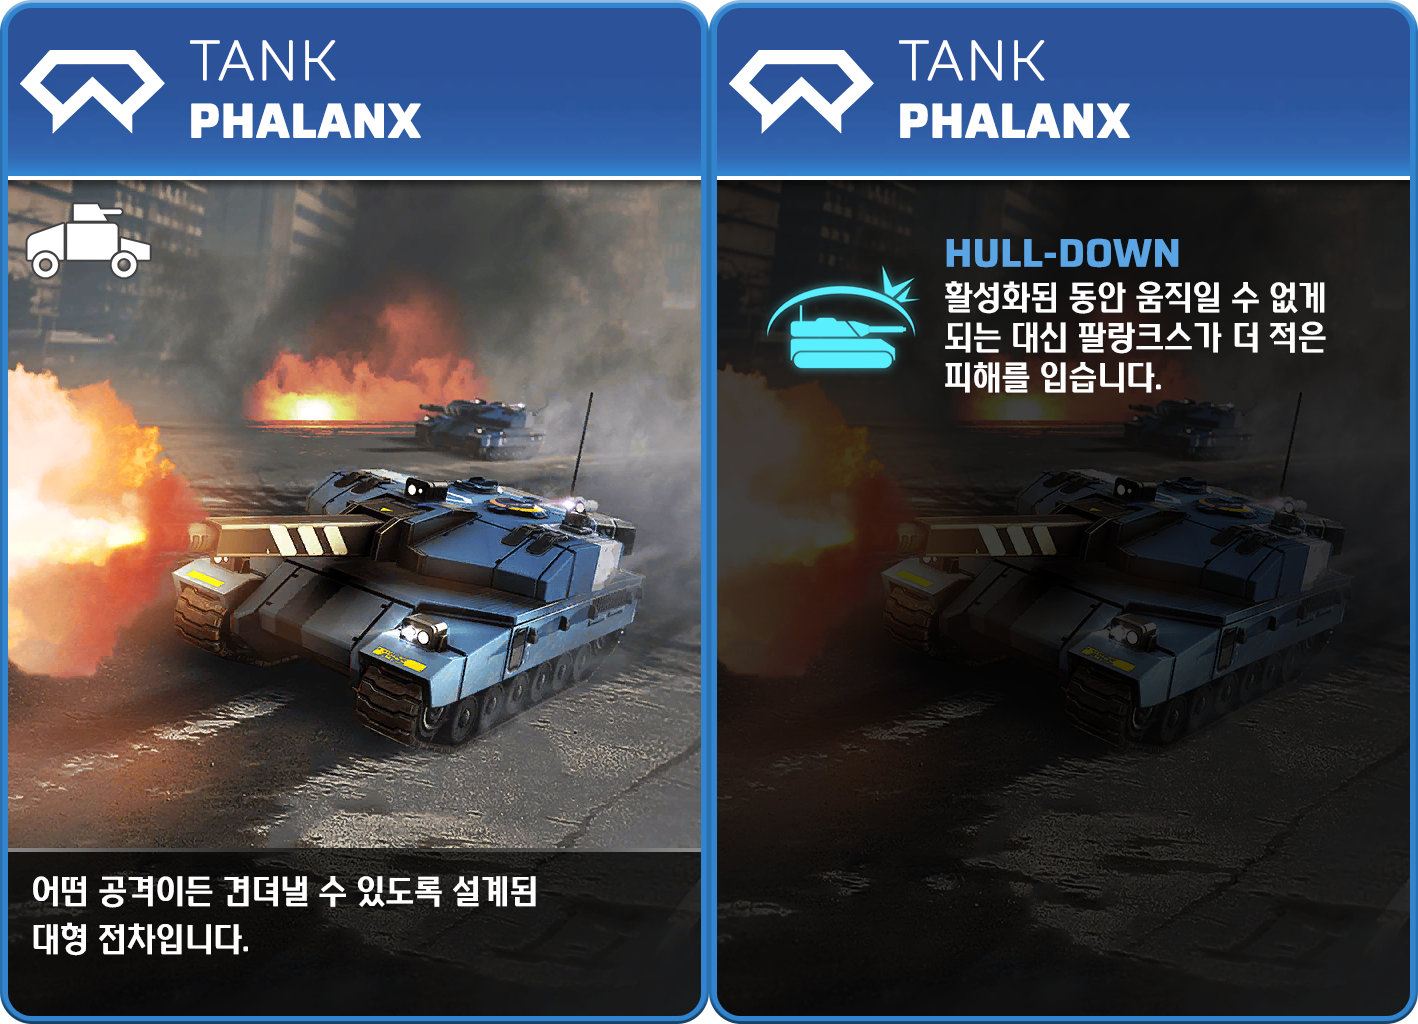 TANK
PHALANX
어떤 공격이든 견뎌낼 수 있도록 설계된
대형 전차입니다.
TANK
PHALANX
HULL-DOWN
활성화된 동안 움직일 수 없게
되는 대신 팔랑크스가 더 적은
피해를 입습니다.